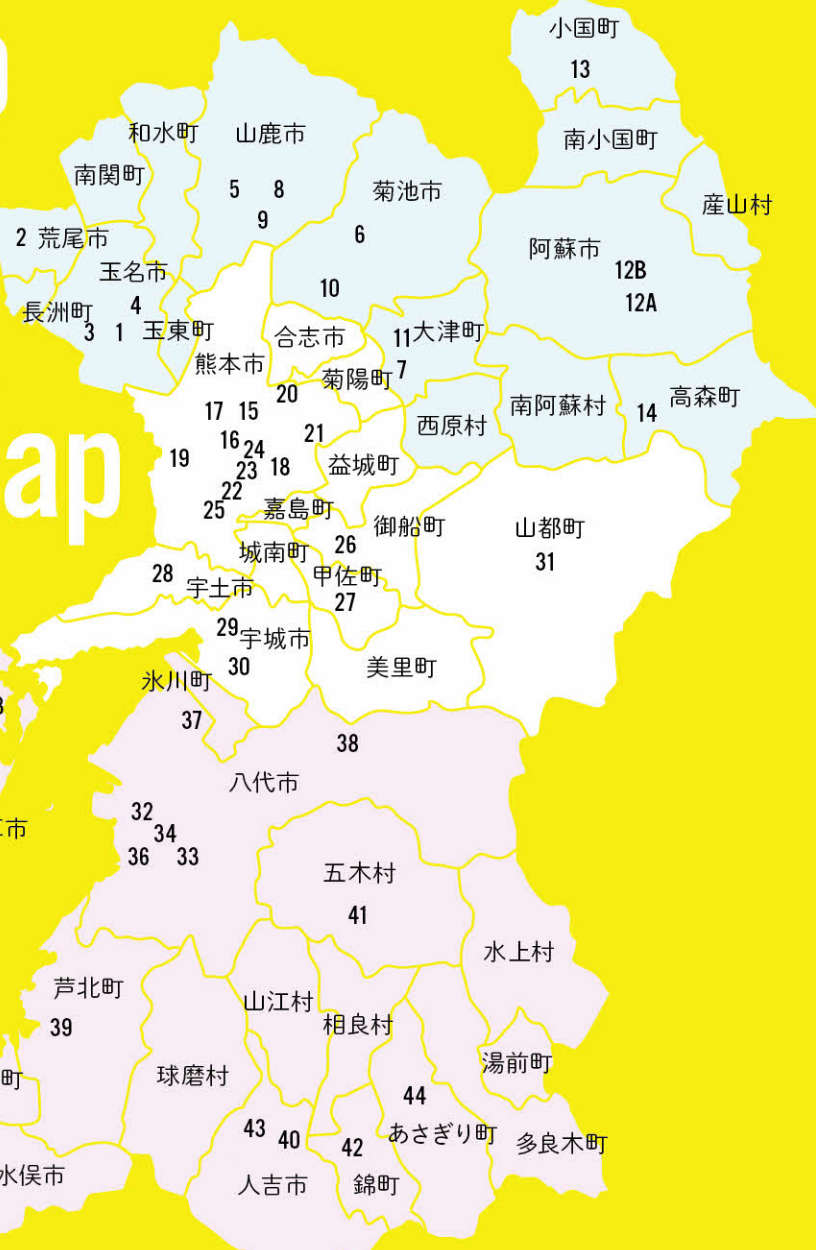 小国町
13
南小国町
和水町
山鹿市
南関町
5 8
9
菊池市
6
10
産山村
2 荒尾市
玉名市
4
長洲町
3 1
玉東町
阿蘇市
12B
12A
合志市
11 大津町
7
熊本市
菊陽町
20
17 15
21
16
24
19
23
18
22
25
西原村
南阿蘇村
14
高森町
ap
益城町
嘉島町
御船町
山都町
31
城南町
26
28
宇土市
甲佐町
27
29 宇城市
30
美里町
氷川町
37
38
八代市
32
34
36 33
市
五木村
41
水上村
芦北町
39
山江村
相良村
湯前町
町
球磨村
44
あさぎり町
多良木町
43 40
42
水俣市
人吉市
錦町